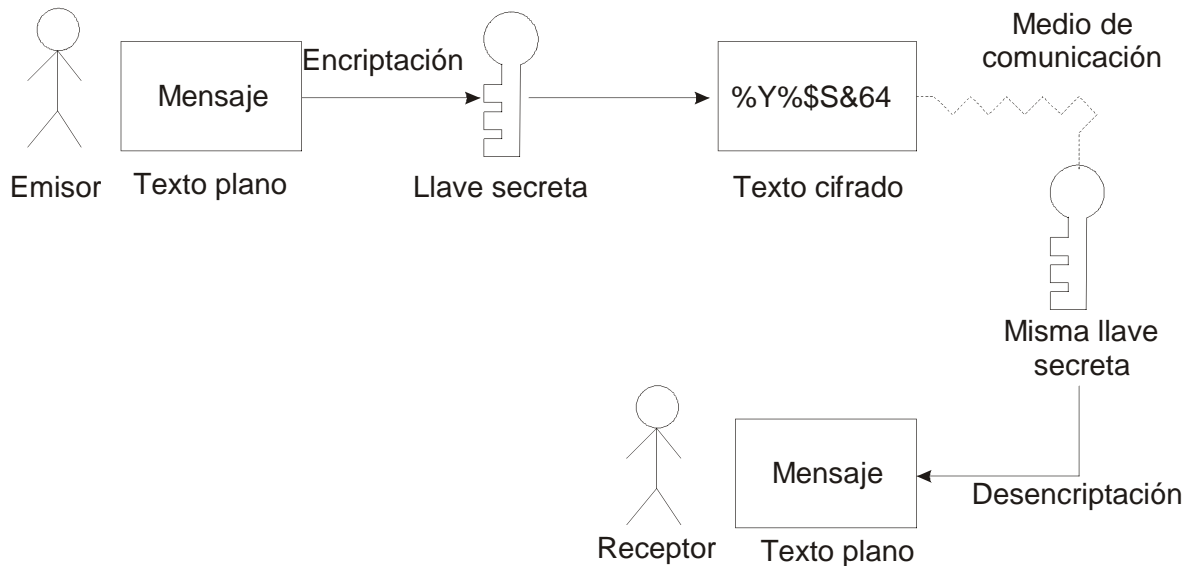 Medio de
comunicación
Encriptación
Mensaje
%Y%$S&64
Emisor
Texto plano
Llave secreta
Texto cifrado
Misma llave
secreta
Mensaje
Desencriptación
Receptor
Texto plano